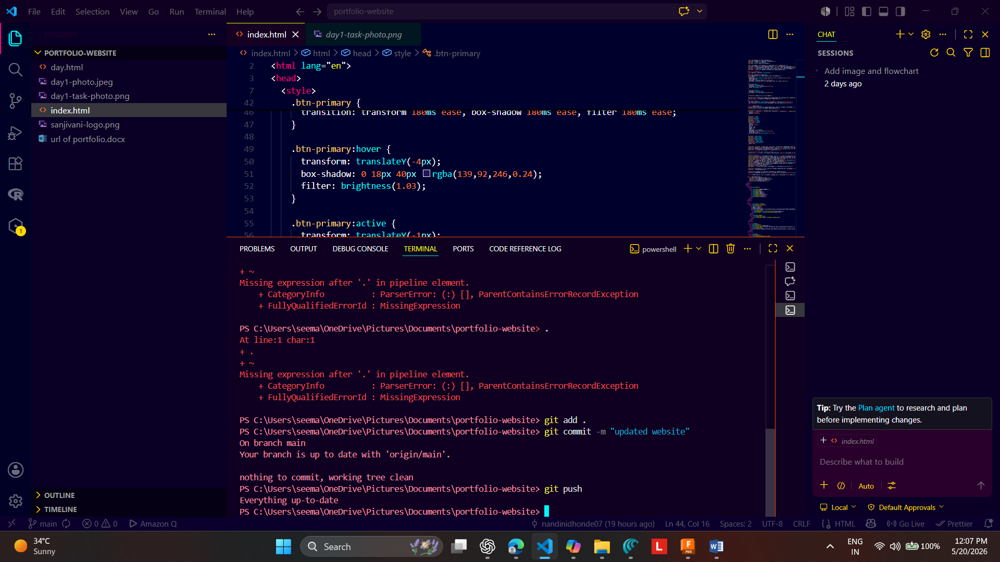 File Edit Selection View Go Run Terminal Help
portfolio-website
EXPLORER
PORTFOLIO-WEBSITE
day.html
day1-photo.jpeg
day1-task-photo.png
index.html
sanjivani-logo.png
url of portfolio.docx
OUTLINE
TIMELINE
index.html
day1-task-photo.png
index.html > html > head > style > .btn-primary
2 <html lang="en">
3 <head>
7 <style>
42 .btn-primary {
46 transition: transform 180ms ease, box-shadow 180ms ease, filter 180ms ease;
47 }
48
49 .btn-primary:hover {
50 transform: translateY(-4px);
51 box-shadow: 0 18px 40px rgba(139,92,246,0.24);
52 filter: brightness(1.03);
53 }
54
55 .btn-primary:active {
56 transform: translateY(-1px);
PROBLEMS OUTPUT DEBUG CONSOLE TERMINAL PORTS CODE REFERENCE LOG
powershell
+ ~
Missing expression after '.' in pipeline element.
+ CategoryInfo : ParserError: (:) [], ParentContainsErrorRecordException
+ FullyQualifiedErrorId : MissingExpression
PS C:\Users\seema\OneDrive\Pictures\Documents\portfolio-website> .
At line:1 char:1
+ .
+ ~
Missing expression after '.' in pipeline element.
+ CategoryInfo : ParserError: (:) [], ParentContainsErrorRecordException
+ FullyQualifiedErrorId : MissingExpression
PS C:\Users\seema\OneDrive\Pictures\Documents\portfolio-website> git add .
PS C:\Users\seema\OneDrive\Pictures\Documents\portfolio-website> git commit -m "updated website"
On branch main
Your branch is up to date with 'origin/main'.
nothing to commit, working tree clean
PS C:\Users\seema\OneDrive\Pictures\Documents\portfolio-website> git push
Everything up-to-date
PS C:\Users\seema\OneDrive\Pictures\Documents\portfolio-website>
CHAT
SESSIONS
Add image and flowchart
2 days ago
Tip: Try the Plan agent to research and plan
before implementing changes.
index.html
Describe what to build
Auto
Local Default Approvals
main 0 0 Amazon Q
nandinidhonde07 (19 hours ago) Ln 44, Col 16 Spaces: 2 UTF-8 CRLF HTML Go Live Prettier
1
34°C
Sunny
Search
L
F
FUS
W
ENG
IN
100%
12:07 PM
5/20/2026